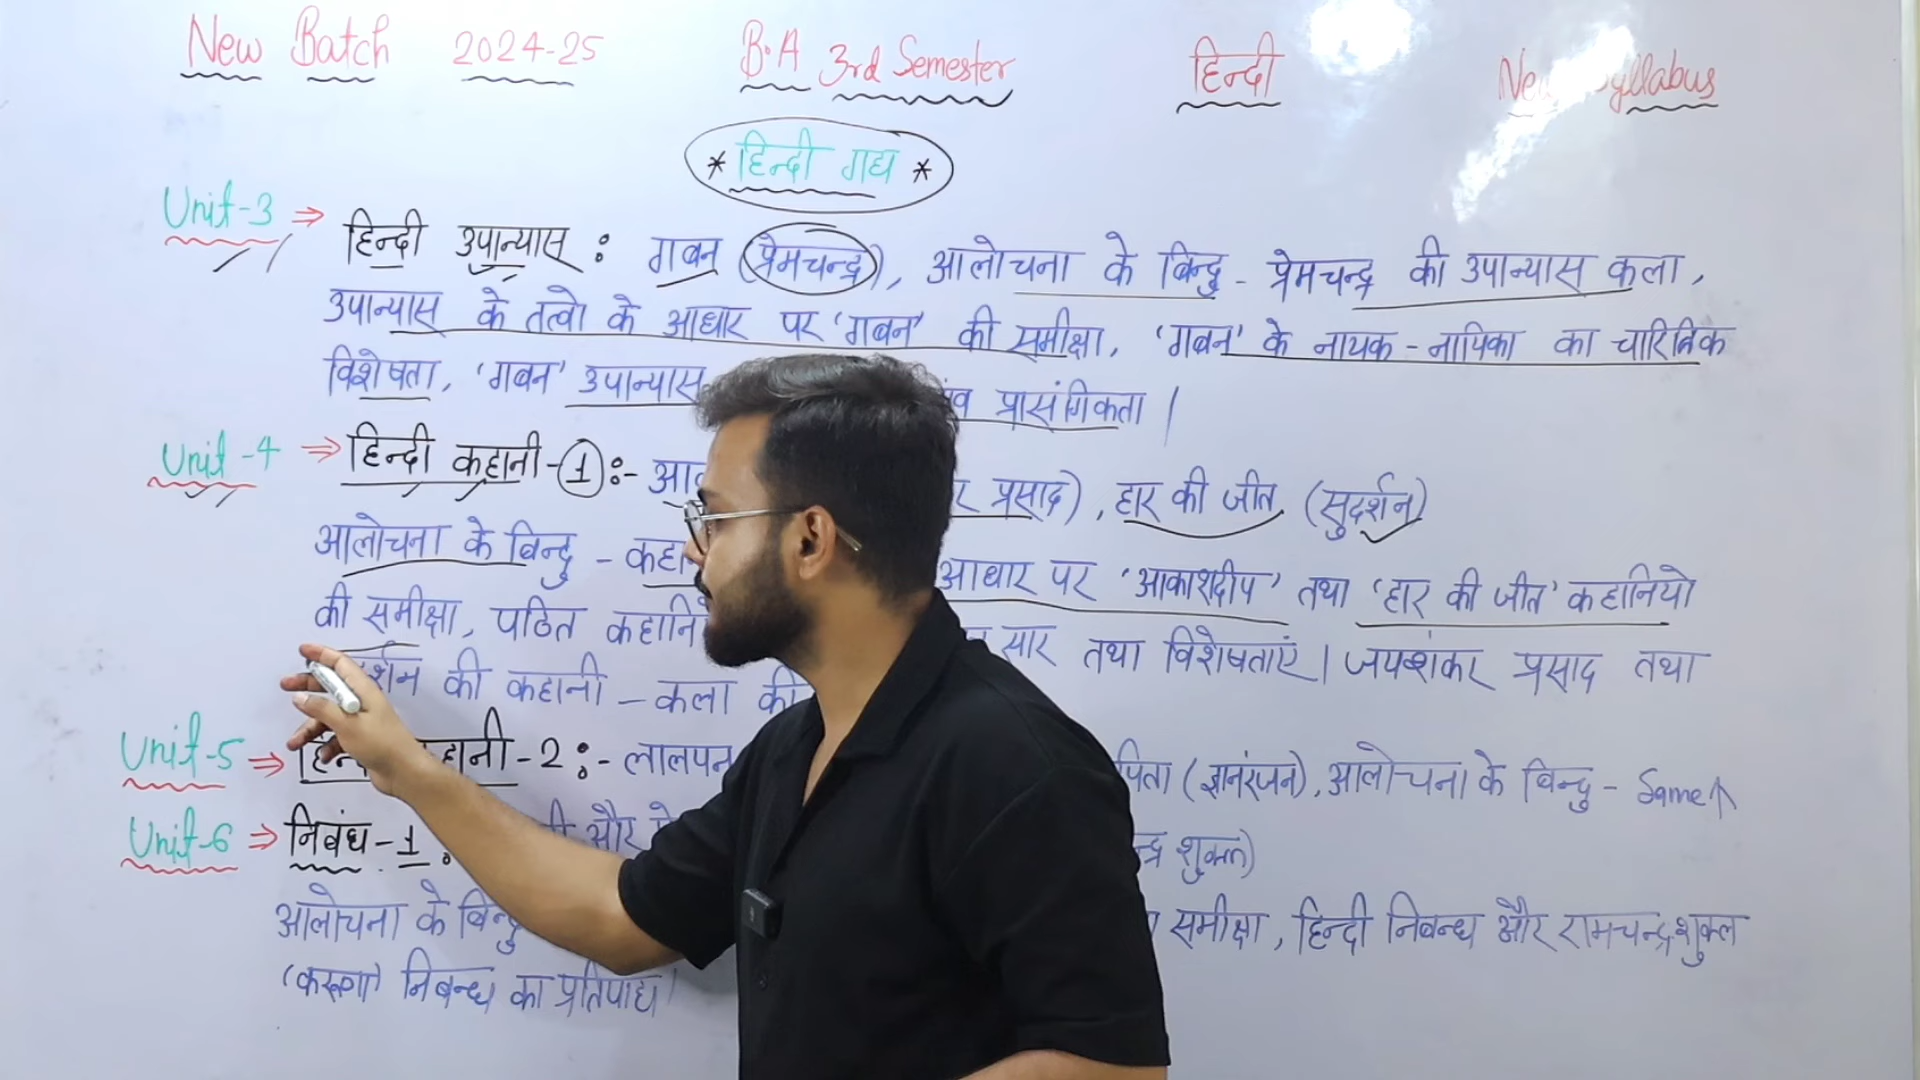 New Batch 2024-25 B.A 3rd Semester हिन्दी New Syllabus
* हिन्दी गद्य *
Unit-3 ⇒ हिन्दी उपान्यास : गबन (प्रेमचन्द्र), आलोचना के बिन्दु - प्रेमचन्द्र की उपान्यास कला,
उपान्यास के तत्वो के आधार पर 'गबन' की समीक्षा, 'गबन' के नायक - नायिका का चारित्रिक
विशेषता, 'गबन' उपान्यास प्रासंगिकता |
Unit-4 ⇒ हिन्दी कहानी-1 :- प्रसाद), हार की जीत (सुदर्शन)
आलोचना के बिन्दु - आधार पर 'आकाशदीप' तथा 'हार की जीत' कहानियो
की समीक्षा, पठित सार तथा विशेषताएं | जयशंकर प्रसाद तथा
की कहानी - कला की
Unit-5 ⇒ कहानी-2 :- पिता (ज्ञानरंजन), आलोचना के बिन्दु - Same ↑
Unit-6 ⇒ निबंध-1 और शुक्ल)
आलोचना के बिन्दु समीक्षा, हिन्दी निबन्ध और रामचन्द्र शुक्ल
(करुणा) निबन्ध का प्रतिपाद्य |